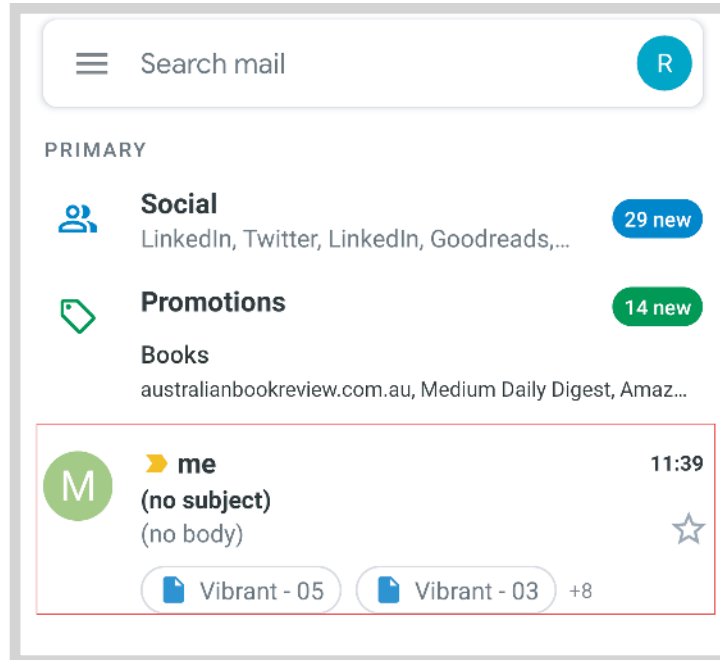 Search mail
R
PRIMARY
Social
29 new
LinkedIn, Twitter, LinkedIn, Goodreads,...
Promotions
14 new
Books
australianbookreview.com.au, Medium Daily Digest, Amaz...
M
me
11:39
(no subject)
(no body)
Vibrant - 05
Vibrant - 03
+8